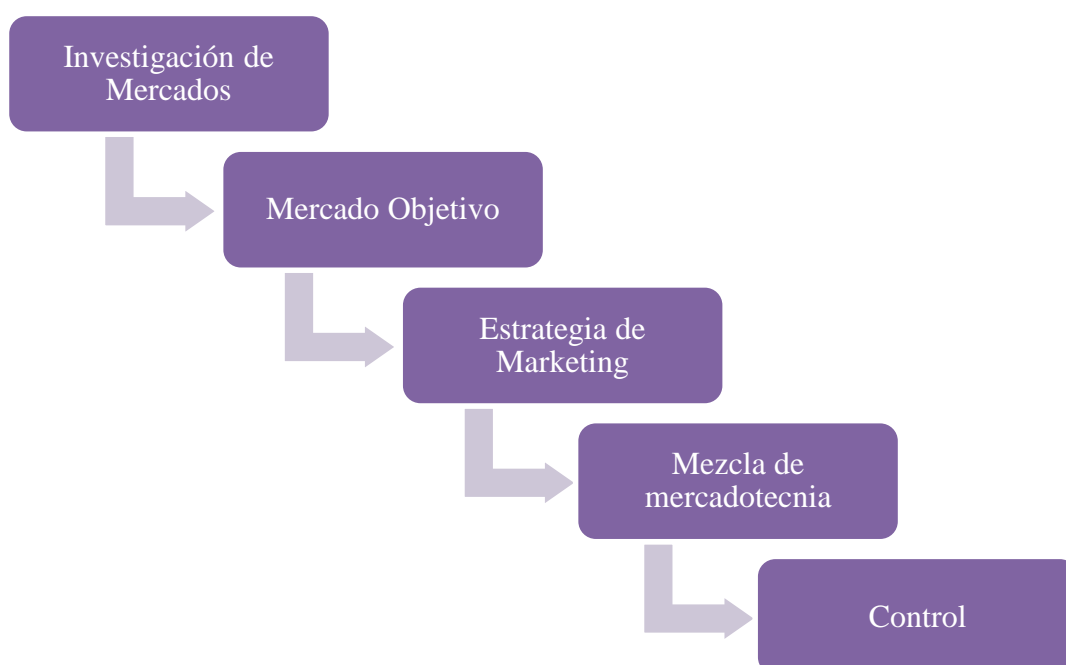 Investigación de
Mercados
Mercado Objetivo
Estrategia de
Marketing
Mezcla de
mercadotecnia
Control